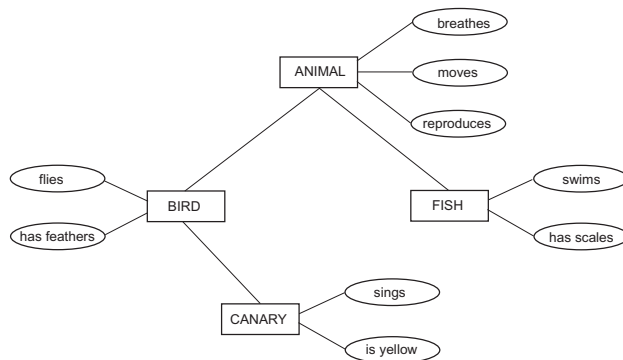 breathes
ANIMAL
moves
reproduces
flies
BIRD
has feathers
FISH
swims
has scales
CANARY
sings
is yellow